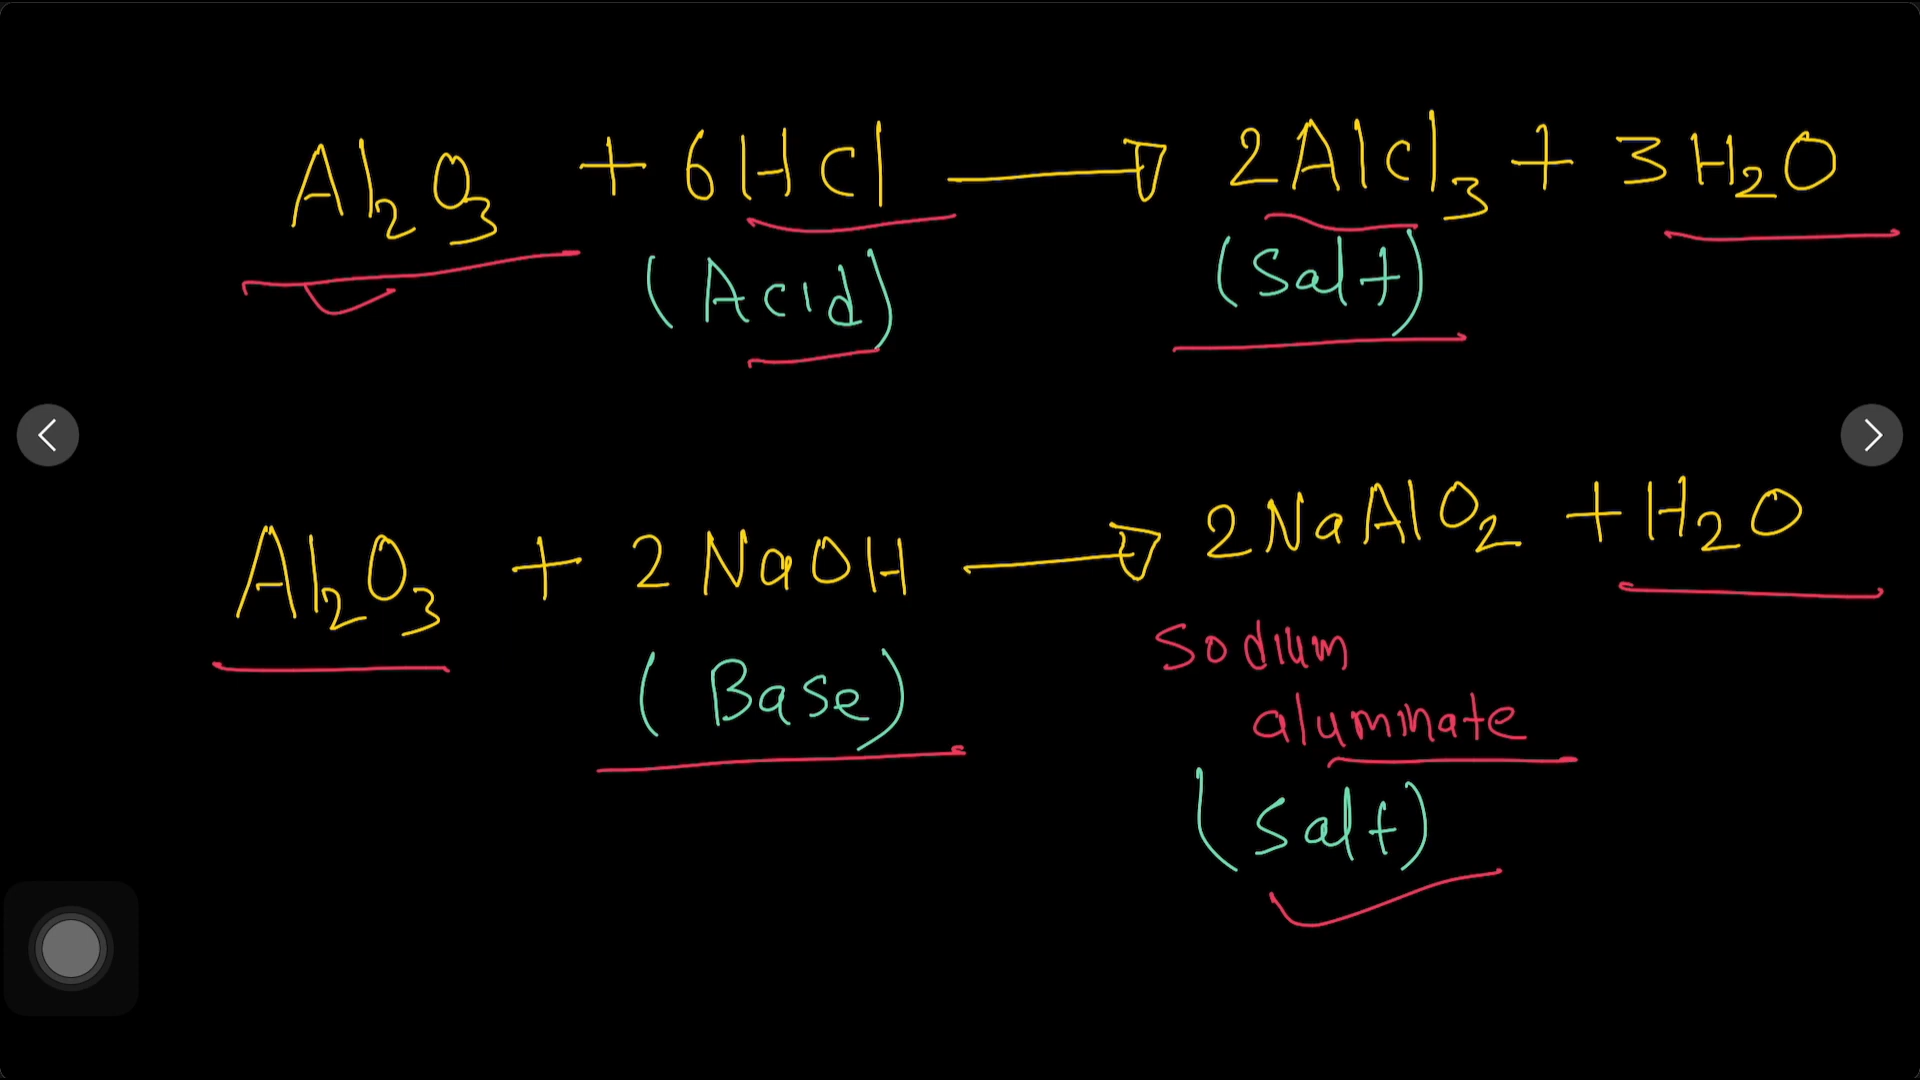 Al₂O₃ + 6HCl → 2AlCl₃ + 3H₂O
(Acid) (Salt)
Al₂O₃ + 2NaOH → 2NaAlO₂ + H₂O
(Base) Sodium
aluminate
(Salt)